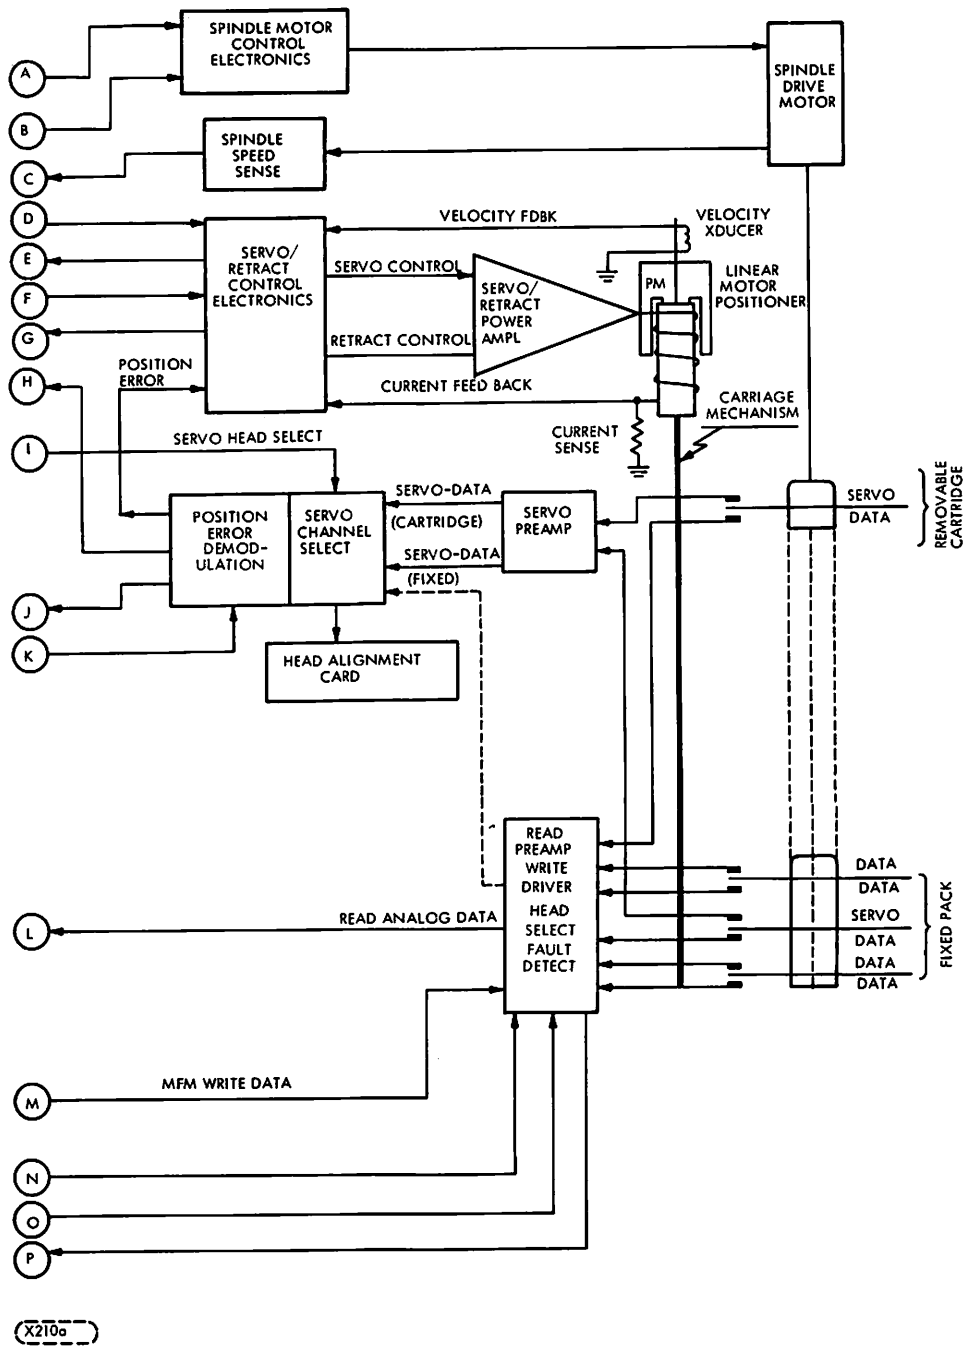 SPINDLE MOTOR
CONTROL
ELECTRONICS
A
SPINDLE
DRIVE
MOTOR
B
SPINDLE
SPEED
SENSE
C
D
VELOCITY FDBK
VELOCITY
XDUCER
SERVO/
RETRACT
CONTROL
ELECTRONICS
E
SERVO CONTROL
SERVO/
RETRACT
POWER
AMPL
PM
LINEAR
MOTOR
POSITIONER
F
G
RETRACT CONTROL
POSITION
ERROR
H
CURRENT FEED BACK
CARRIAGE
MECHANISM
CURRENT
SENSE
I
SERVO HEAD SELECT
SERVO-DATA
(CARTRIDGE)
SERVO
PREAMP
SERVO
DATA
REMOVABLE
CARTRIDGE
POSITION
ERROR
DEMOD-
ULATION
SERVO
CHANNEL
SELECT
SERVO-DATA
(FIXED)
J
K
HEAD ALIGNMENT
CARD
READ
PREAMP
WRITE
DRIVER
HEAD
SELECT
FAULT
DETECT
DATA
DATA
SERVO
DATA
DATA
DATA
FIXED PACK
READ ANALOG DATA
L
MFM WRITE DATA
M
N
O
P
X210a